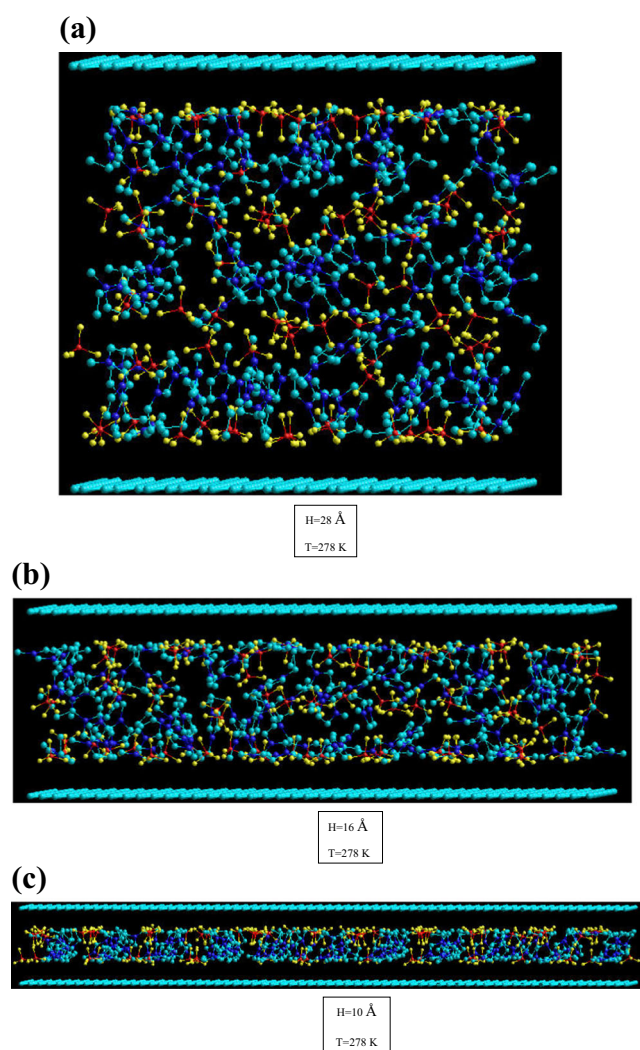 (a)
H=28 Å
T=278 K
(b)
H=16 Å
T=278 K
(c)
H=10 Å
T=278 K